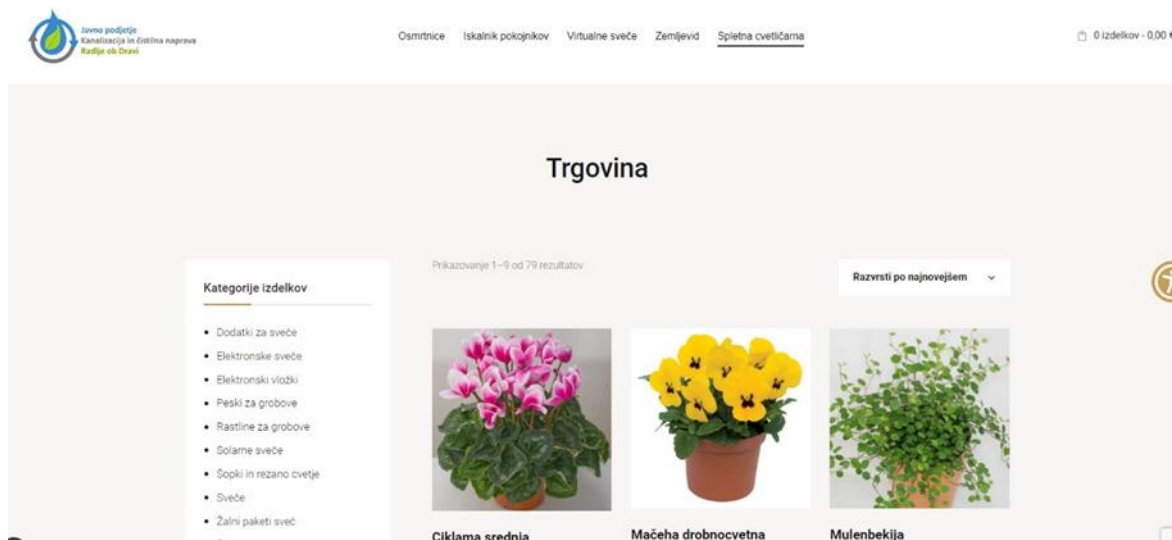 Javno podjetje
Kanalizacija in čistilna naprava
Radlje ob Dravi
Osmrtnice Iskalnik pokojnikov Virtualne sveče Zemljevid Spletna cvetličarna
0 izdelkov - 0,00 €
Trgovina
Kategorije izdelkov
Dodatki za sveče
Elektronske sveče
Elektronski vložki
Peski za grobove
Rastline za grobove
Solarne sveče
Šopki in rezano cvetje
Sveče
Žalni paketi sveč
Prikazovanje 1–9 od 79 rezultatov
Razvrsti po najnovejšem
Ciklama srednja
Mačeha drobnocvetna
Mulenbekija